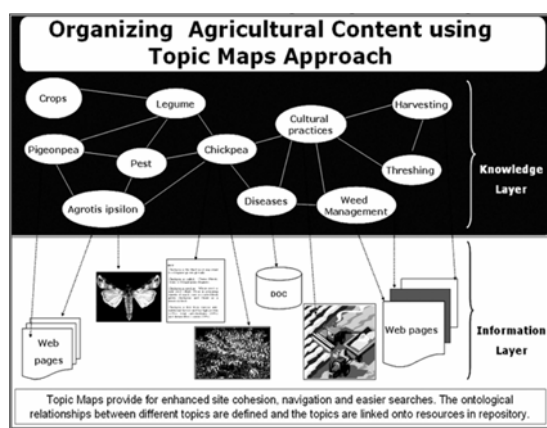 Organizing Agricultural Content using
Topic Maps Approach
Crops
Legume
Cultural
practices
Harvesting
Pigeonpea
Pest
Chickpea
Threshing
Knowledge
Layer
Agrotis ipsilon
Diseases
Weed
Management
DOC
Web
pages
Web pages
Information
Layer
Topic Maps provide for enhanced site cohesion, navigation and easier searches. The ontological
relationships between different topics are defined and the topics are linked onto resources in repository.